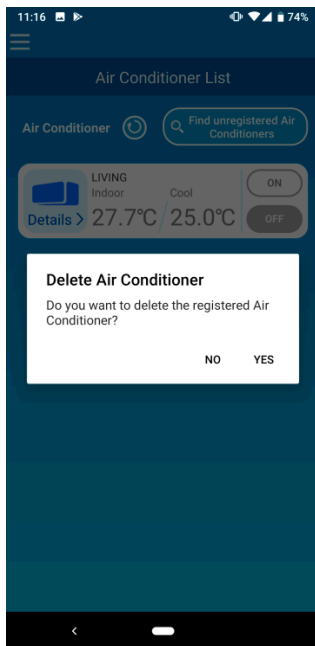 11:16 74%
Air Conditioner List
Air Conditioner
Find unregistered Air
Conditioners
LIVING
Indoor Cool ON
Details > 27.7°C 25.0°C OFF
Delete Air Conditioner
Do you want to delete the registered Air
Conditioner?
NO YES